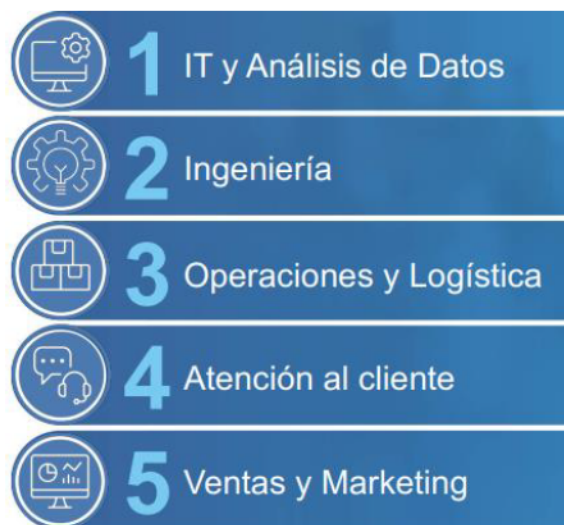 1 IT y Análisis de Datos
2 Ingeniería
3 Operaciones y Logística
4 Atención al cliente
5 Ventas y Marketing